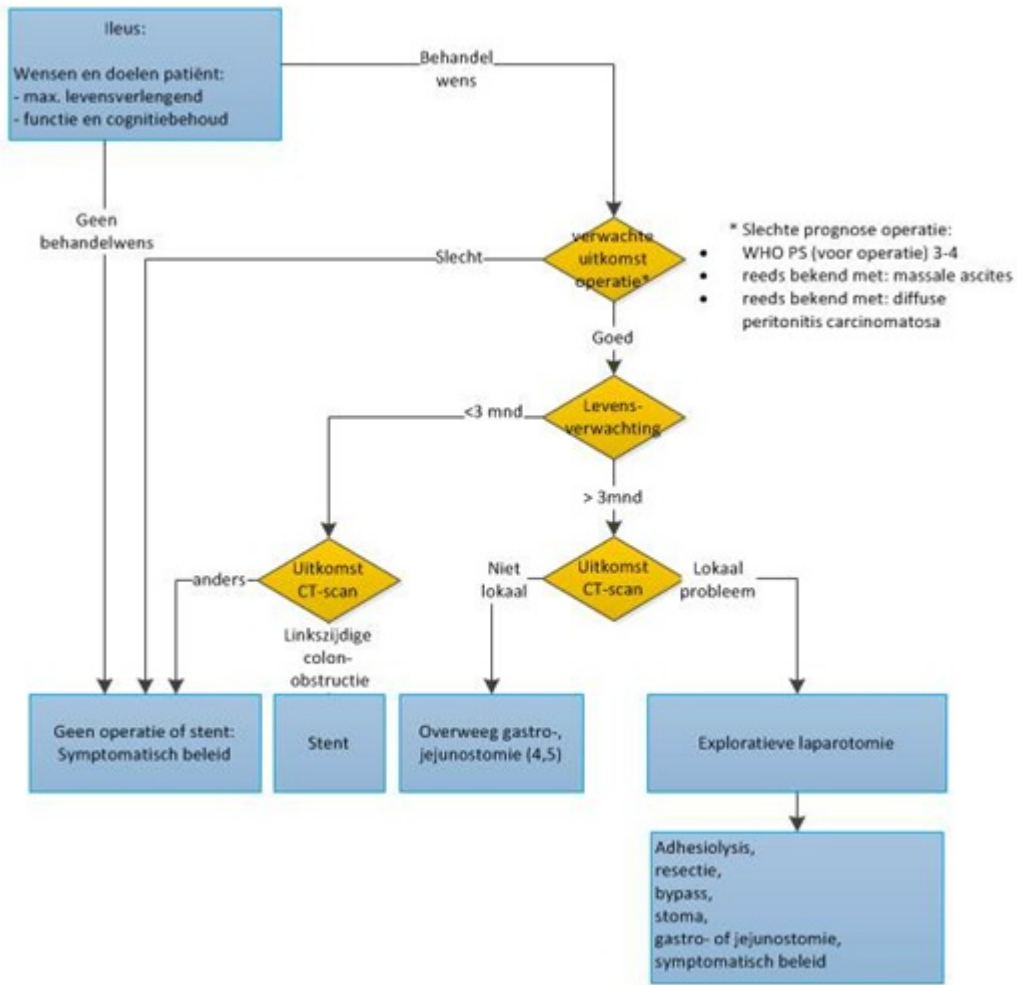 Ileus:
Wensen en doelen patiënt:
- max. levensverlengend
- functie en cognitiebehoud
Behandel
wens
Geen
behandelwens
Slecht
verwachte
uitkomst
operatie*
* Slechte prognose operatie:
• WHO PS (voor operatie) 3-4
• reeds bekend met: massale ascites
• reeds bekend met: diffuse
peritonitis carcinomatosa
Goed
<3 mnd
Levens-
verwachting
> 3mnd
anders
Uitkomst
CT-scan
Niet
lokaal
Uitkomst
CT-scan
Lokaal
probleem
Linkszijdige
colon-
obstructie
Geen operatie of stent:
Symptomatisch beleid
Stent
Overweeg gastro-,
jejunostomie (4,5)
Exploratieve laparotomie
Adhesiolysis,
resectie,
bypass,
stoma,
gastro- of jejunostomie,
symptomatisch beleid